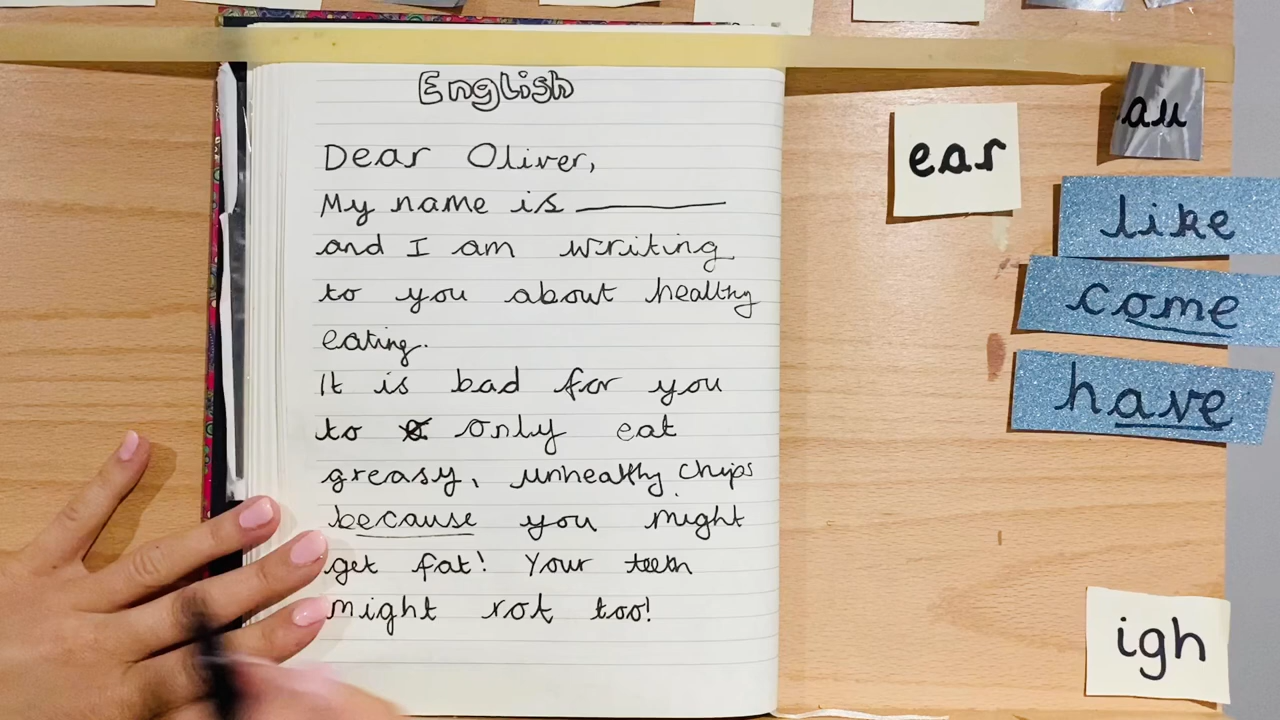 English
Dear Oliver,
My name is
and I am writing
to you about healthy
eating.
It is bad for you
to only eat
greasy, unhealthy chips
because you might
get fat! Your teeth
might rot too!
ear
au
like
come
have
igh